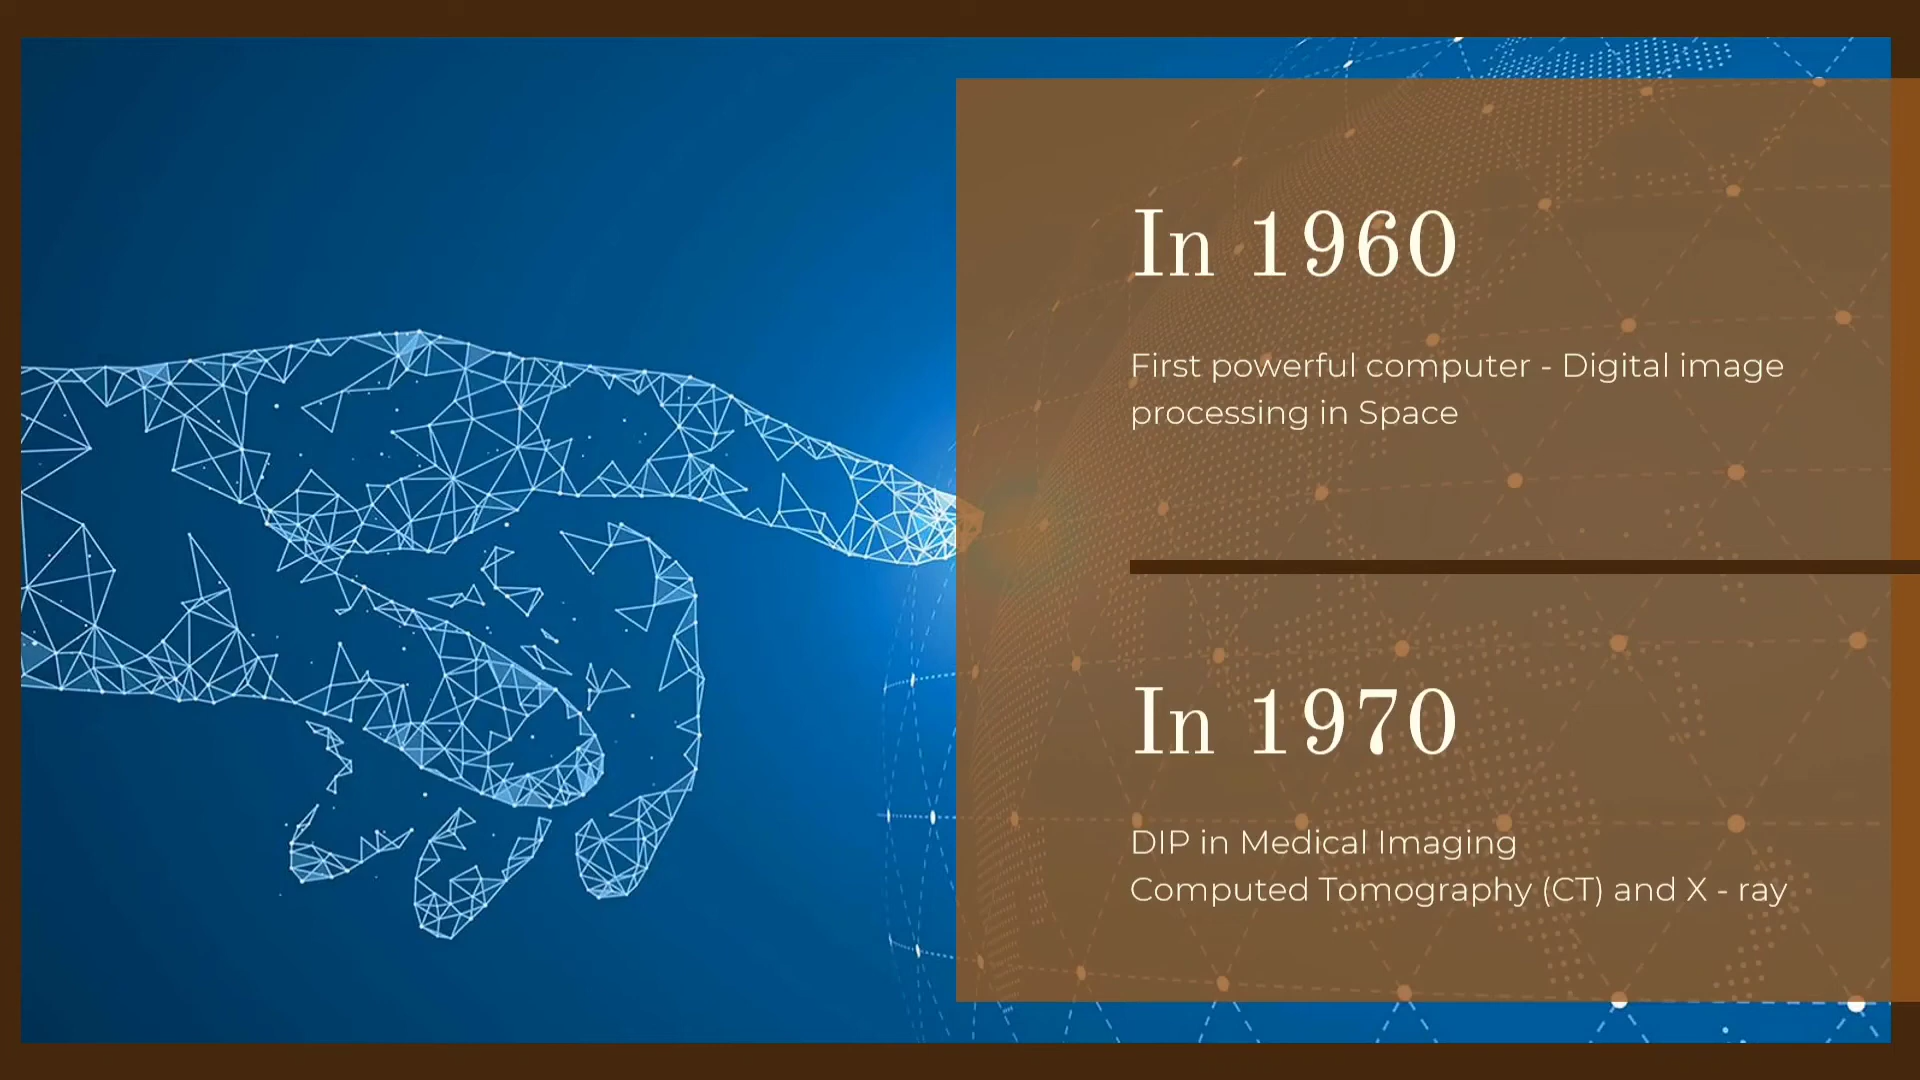 In 1960
First powerful computer - Digital image
processing in Space
In 1970
DIP in Medical Imaging
Computed Tomography (CT) and X - ray